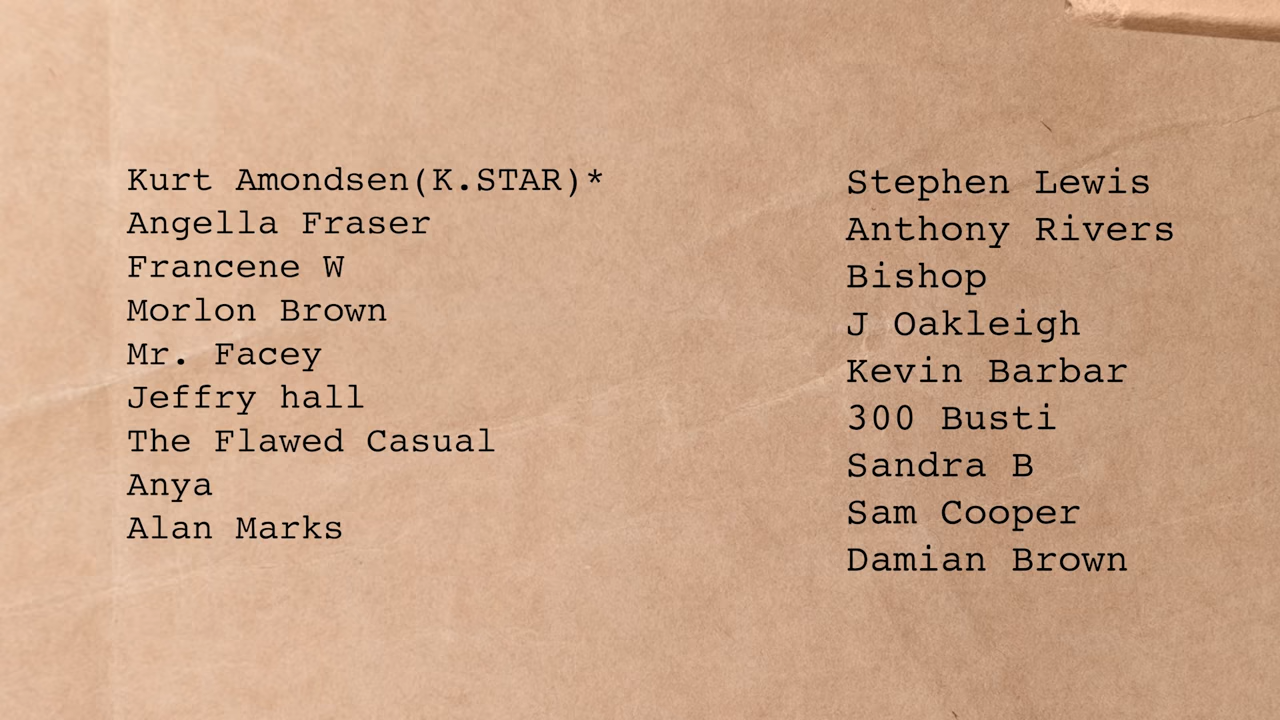 Kurt Amondsen(K.STAR)*
Angella Fraser
Francene W
Morlon Brown
Mr. Facey
Jeffry hall
The Flawed Casual
Anya
Alan Marks
Stephen Lewis
Anthony Rivers
Bishop
J Oakleigh
Kevin Barbar
300 Busti
Sandra B
Sam Cooper
Damian Brown